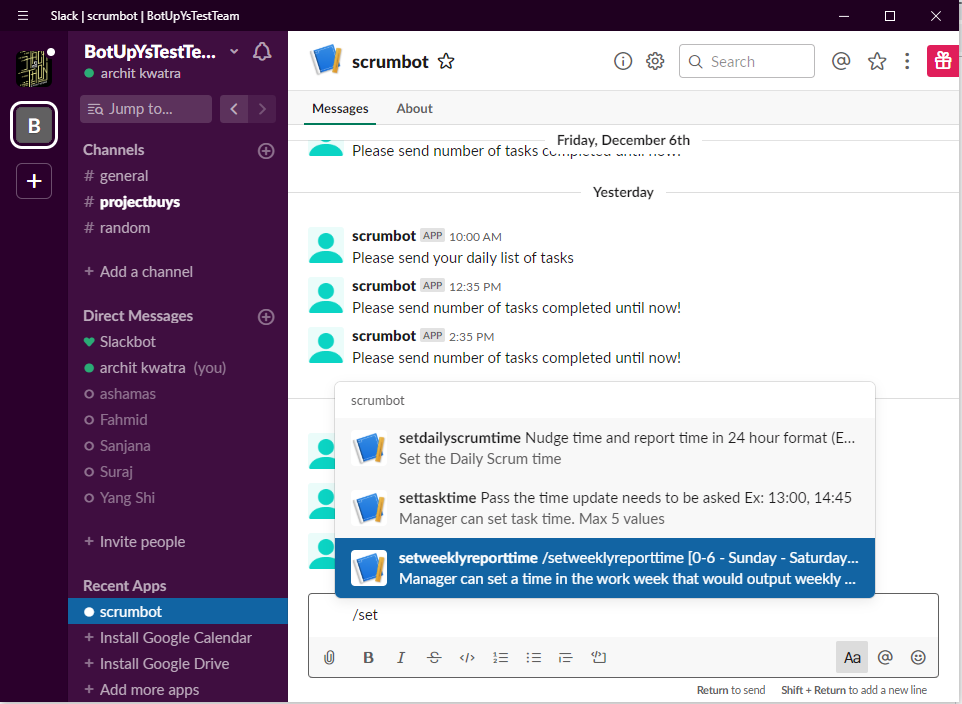 Slack | scrumbot | BotUpYsTestTeam
BotUpYsTestTe...
archit kwatra
Jump to...
B
Channels
# general
# projectbuys
# random
+ Add a channel
Direct Messages
Slackbot
archit kwatra (you)
ashamas
Fahmid
Sanjana
Suraj
Yang Shi
+ Invite people
Recent Apps
scrumbot
+ Install Google Calendar
+ Install Google Drive
+ Add more apps
scrumbot
Search
Messages About
Friday, December 6th
Please send number of tasks completed until now!
Yesterday
scrumbot APP 10:00 AM
Please send your daily list of tasks
scrumbot APP 12:35 PM
Please send number of tasks completed until now!
scrumbot APP 2:35 PM
Please send number of tasks completed until now!
scrumbot
setdailyscrumtime Nudge time and report time in 24 hour format (E...
Set the Daily Scrum time
settasktime Pass the time update needs to be asked Ex: 13:00, 14:45
Manager can set task time. Max 5 values
setweeklyreporttime /setweeklyreporttime [0-6 - Sunday - Saturday...
Manager can set a time in the work week that would output weekly ...
/set
B I S </> Aa @
Return to send Shift + Return to add a new line